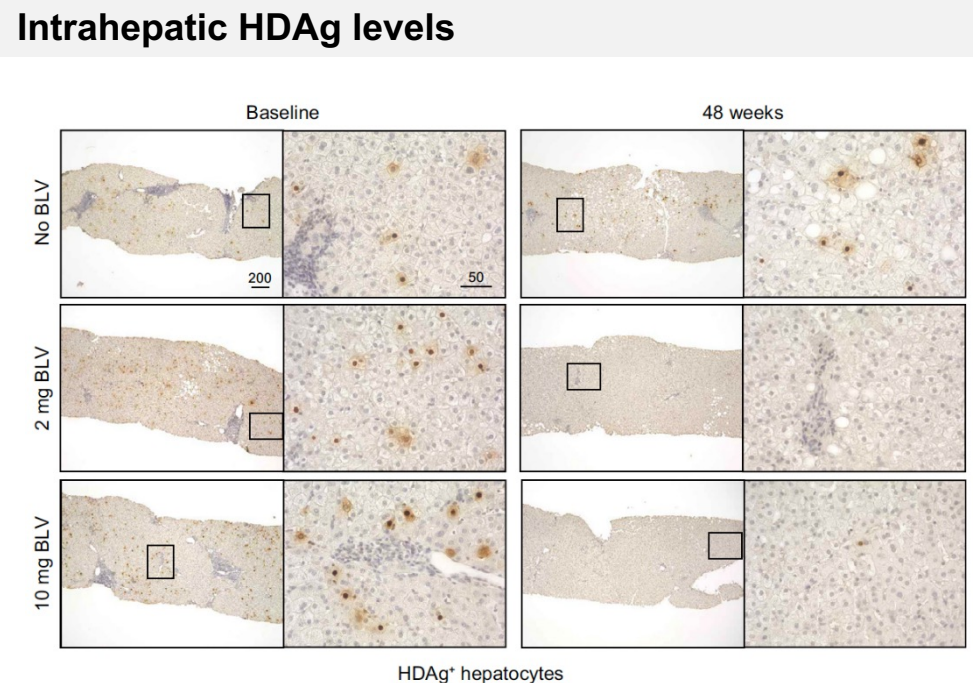 Intrahepatic HDAg levels
Baseline
48 weeks
No BLV
200
50
2 mg BLV
10 mg BLV
HDAg⁺ hepatocytes